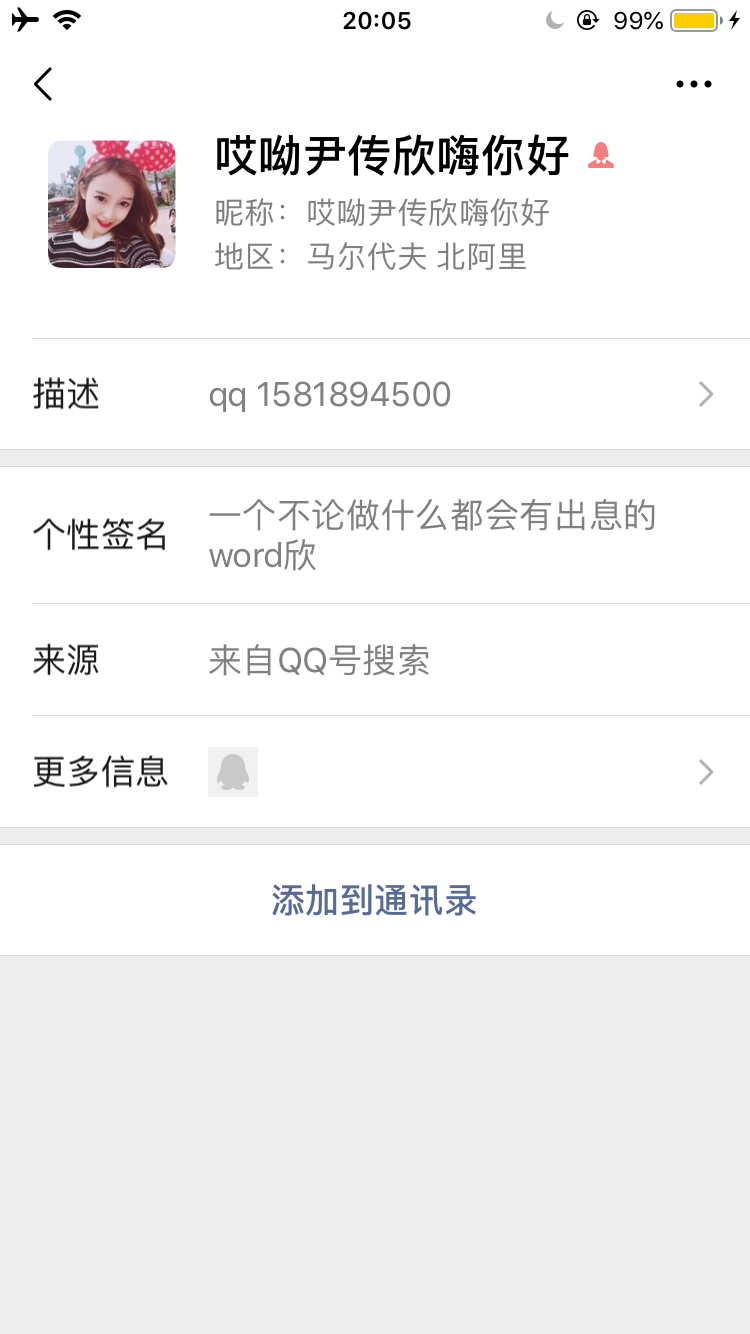 20:05
99%
哎呦尹传欣嗨你好
昵称：哎呦尹传欣嗨你好
地区：马尔代夫 北阿里
描述 qq 1581894500
个性签名 一个不论做什么都会有出息的
word欣
来源 来自QQ号搜索
更多信息
添加到通讯录